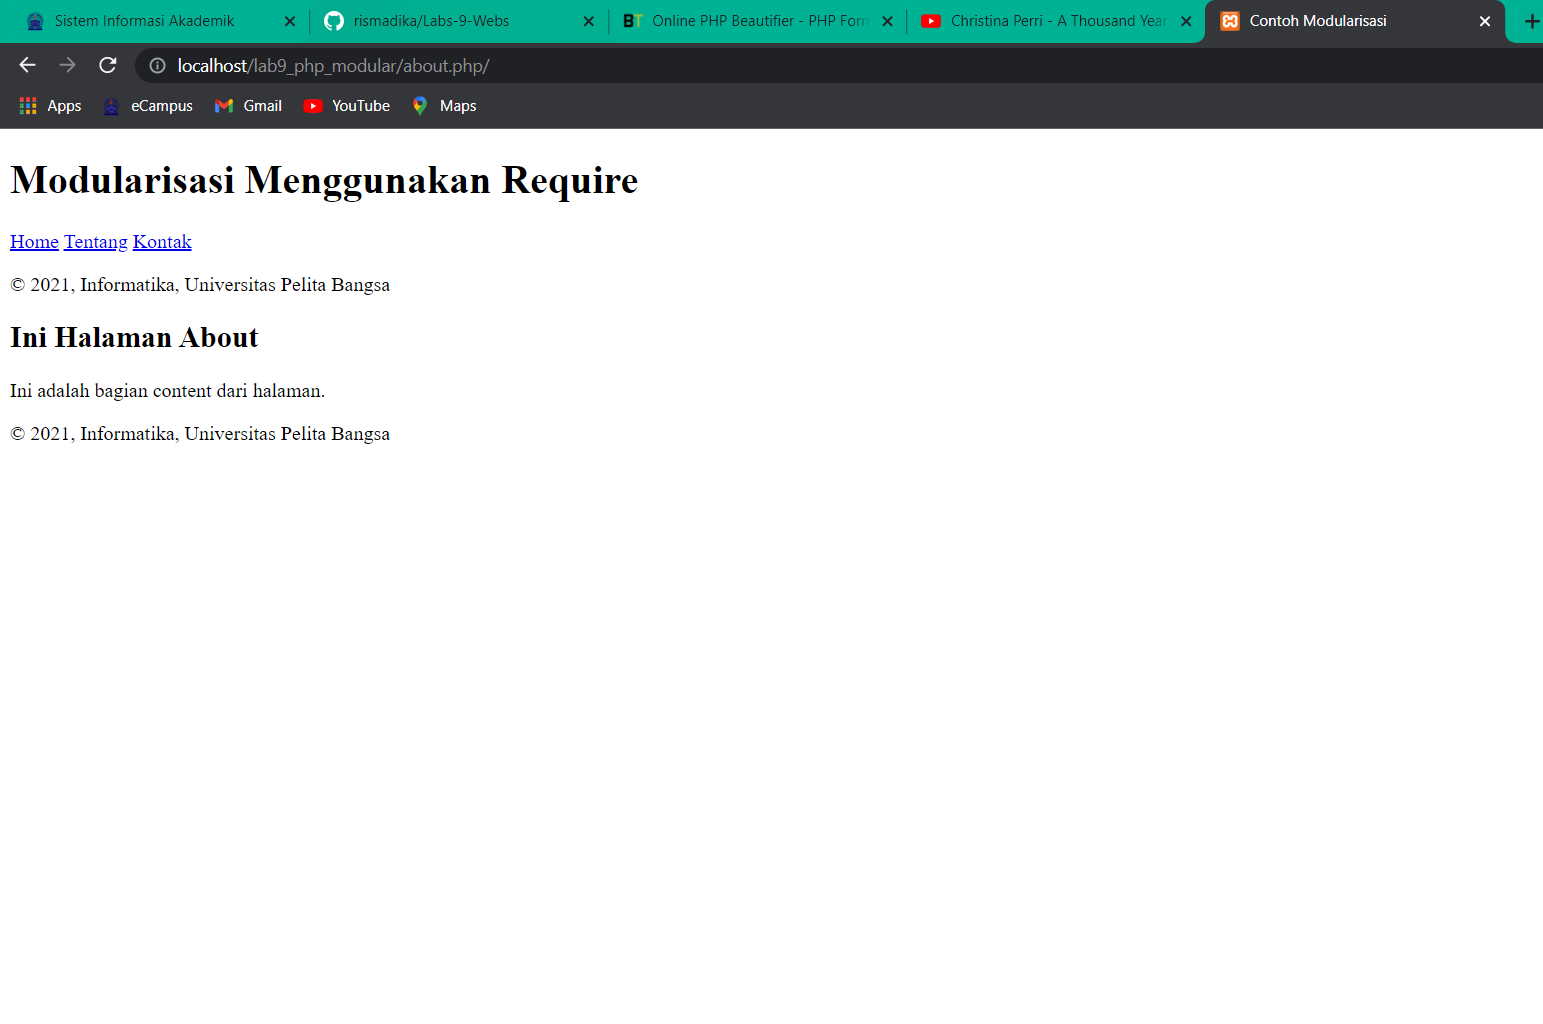 Sistem Informasi Akademik
rismadika/Labs-9-Webs
BT Online PHP Beautifier - PHP Form
Christina Perri - A Thousand Year
Contoh Modularisasi
localhost/lab9_php_modular/about.php/
Apps eCampus Gmail YouTube Maps
Modularisasi Menggunakan Require
Home Tentang Kontak
© 2021, Informatika, Universitas Pelita Bangsa
Ini Halaman About
Ini adalah bagian content dari halaman.
© 2021, Informatika, Universitas Pelita Bangsa